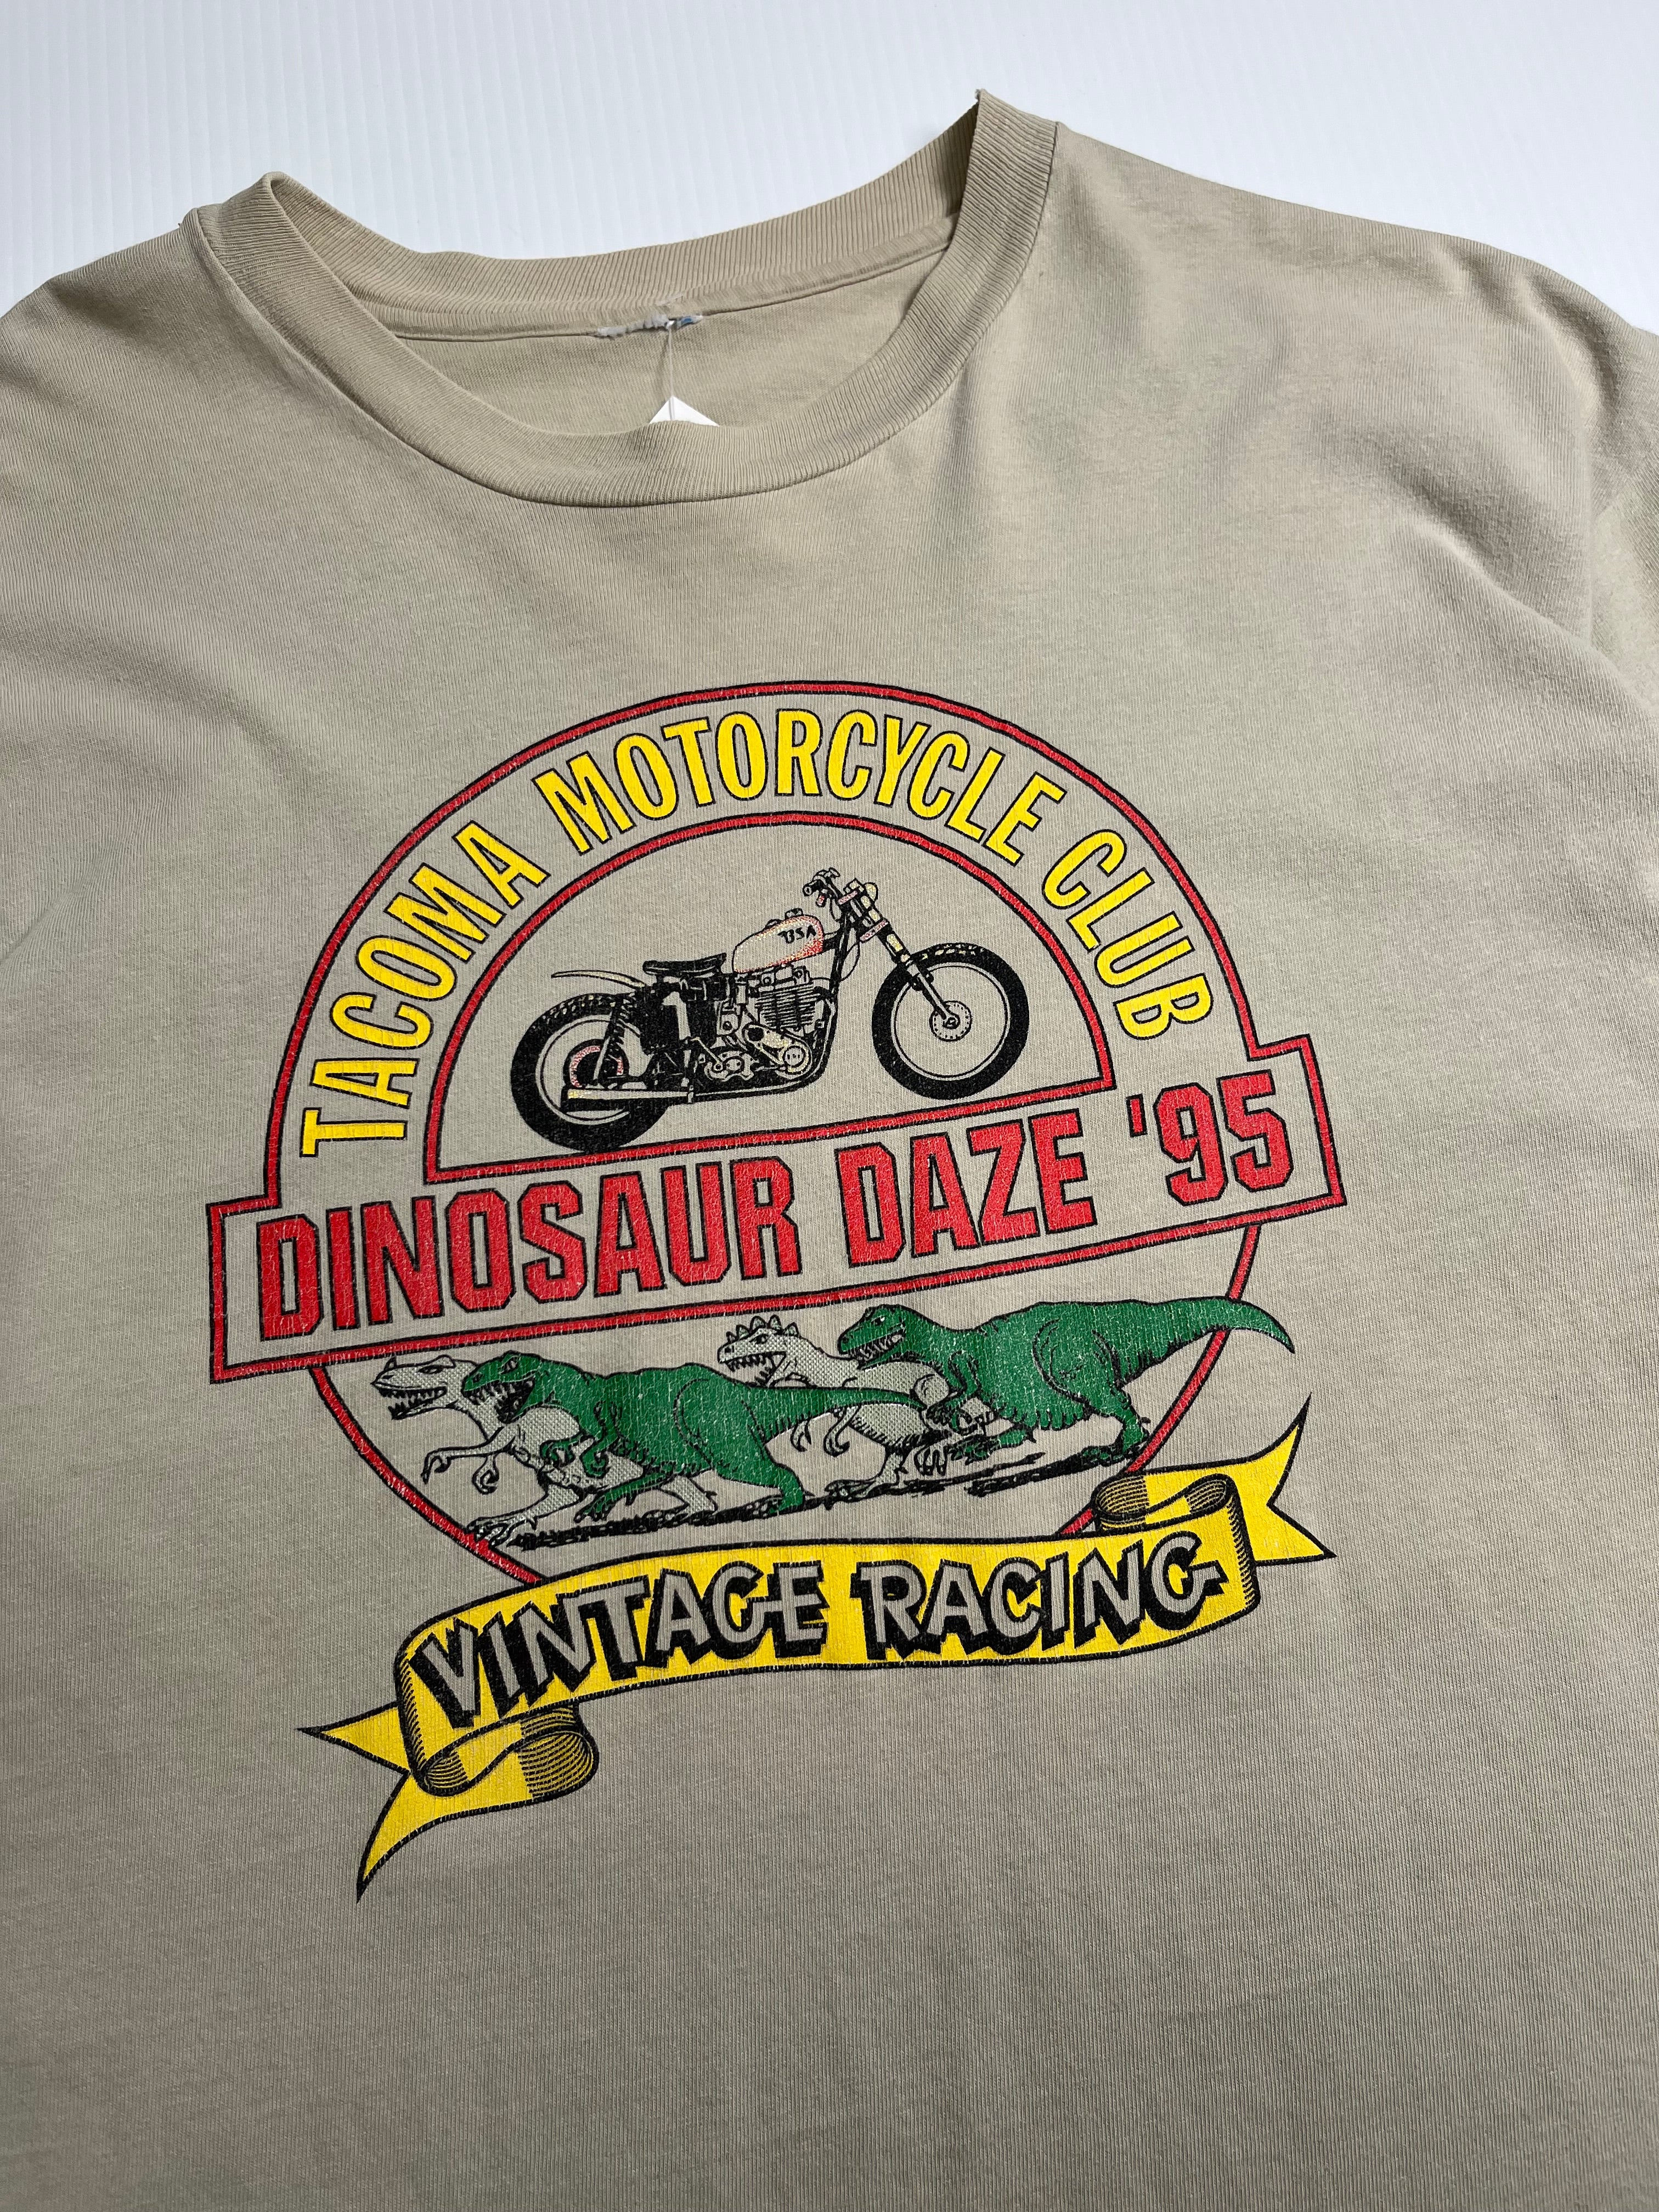 TACOMA MOTORCYCLE CLUB
BSA
DINOSAUR DAZE '95
VINTAGE RACING